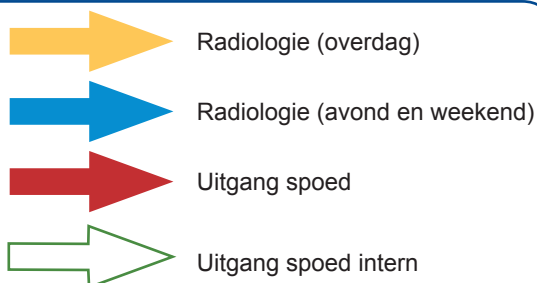 Radiologie (overdag)
Radiologie (avond en weekend)
Uitgang spoed
Uitgang spoed intern